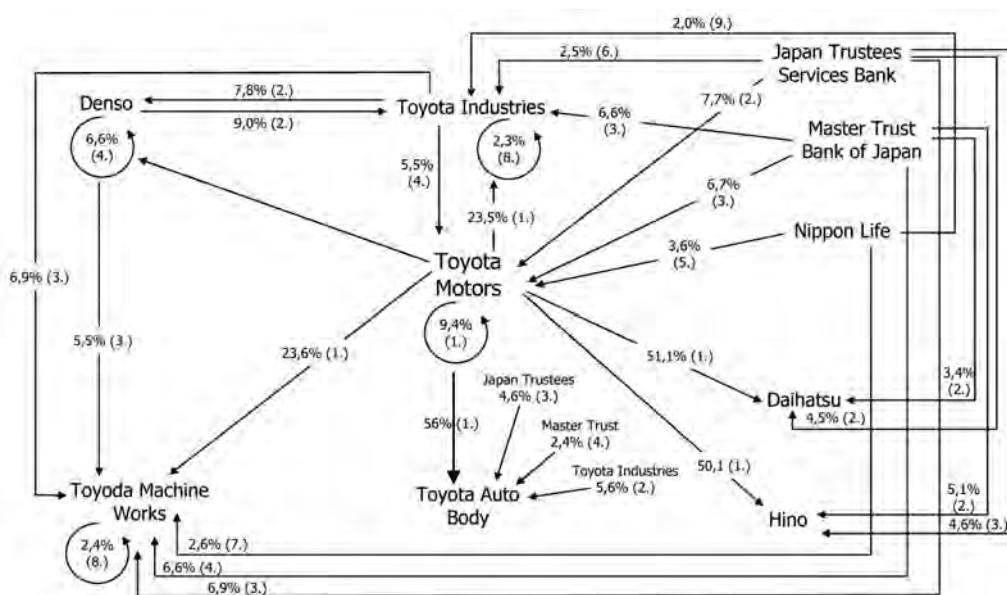 2,0% (9.)
2,5% (6.)
Japan Trustees
Services Bank
7,8% (2.)
Denso
Toyota Industries
7,7% (2.)
9,0% (2.)
6,6%
(3.)
Master Trust
Bank of Japan
6,6%
(4.)
2,3%
(8.)
5,5%
(4.)
6,7%
(3.)
23,5% (1.)
Nippon Life
3,6%
(5.)
Toyota
Motors
6,9% (3.)
9,4%
(1.)
5,5% (3.)
23,6% (1.)
51,1% (1.)
3,4%
(2.)
Japan Trustees
4,6% (3.)
Daihatsu
4,5% (2.)
56% (1.)
Master Trust
2,4% (4.)
50,1 (1.)
Toyota Industries
5,6% (2.)
Toyoda Machine
Works
Toyota Auto
Body
5,1%
(2.)
Hino
4,6% (3.)
2,4%
(8.)
2,6% (7.)
6,6% (4.)
6,9% (3.)